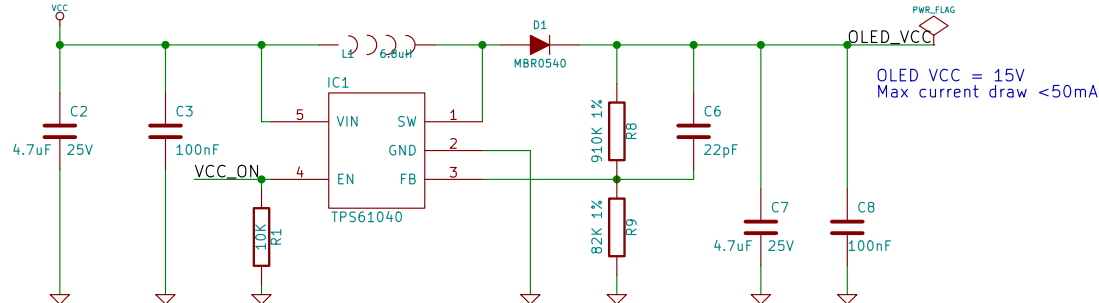 VCC
PWR_FLAG
D1
OLED_VCC
L1
6.8uH
MBR0540
OLED VCC = 15V
Max current draw <50mA
IC1
C2
C3
5
VIN
SW
1
910K 1%
R8
C6
4.7uF
25V
100nF
GND
2
22pF
VCC_ON
4
EN
FB
3
TPS61040
10K
R1
82K 1%
R9
C7
C8
4.7uF
25V
100nF